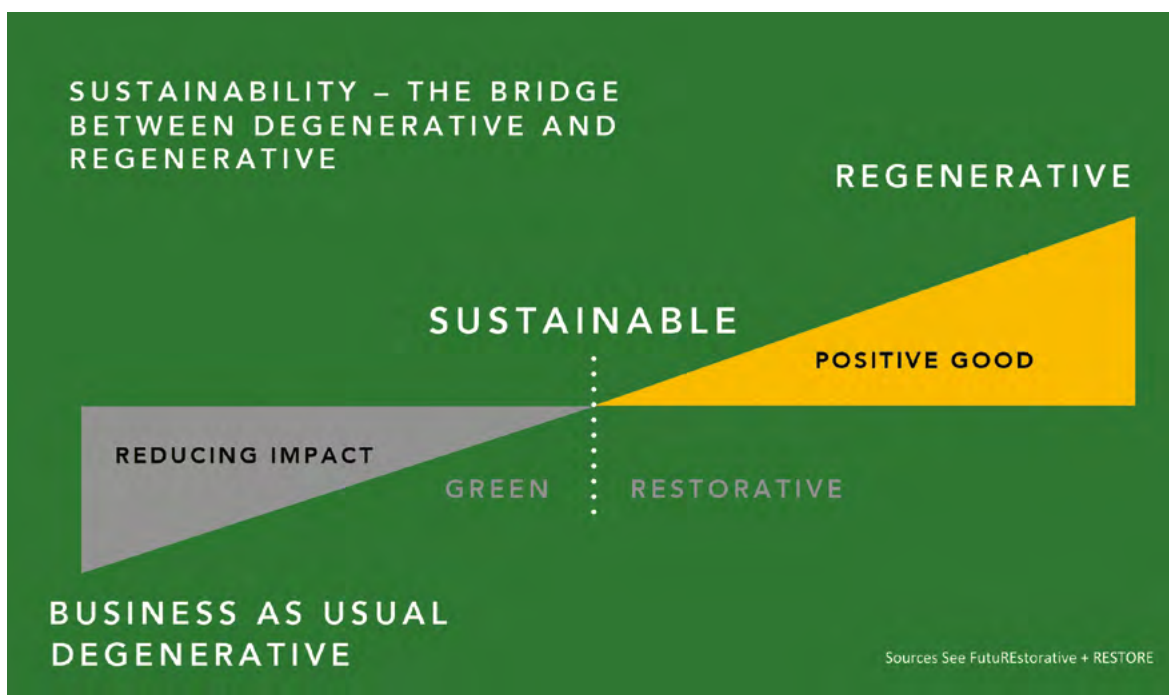 SUSTAINABILITY – THE BRIDGE
BETWEEN DEGENERATIVE AND
REGENERATIVE
REGENERATIVE
SUSTAINABLE
POSITIVE GOOD
REDUCING IMPACT
GREEN
RESTORATIVE
BUSINESS AS USUAL
DEGENERATIVE
Sources See FutuREstorative + RESTORE